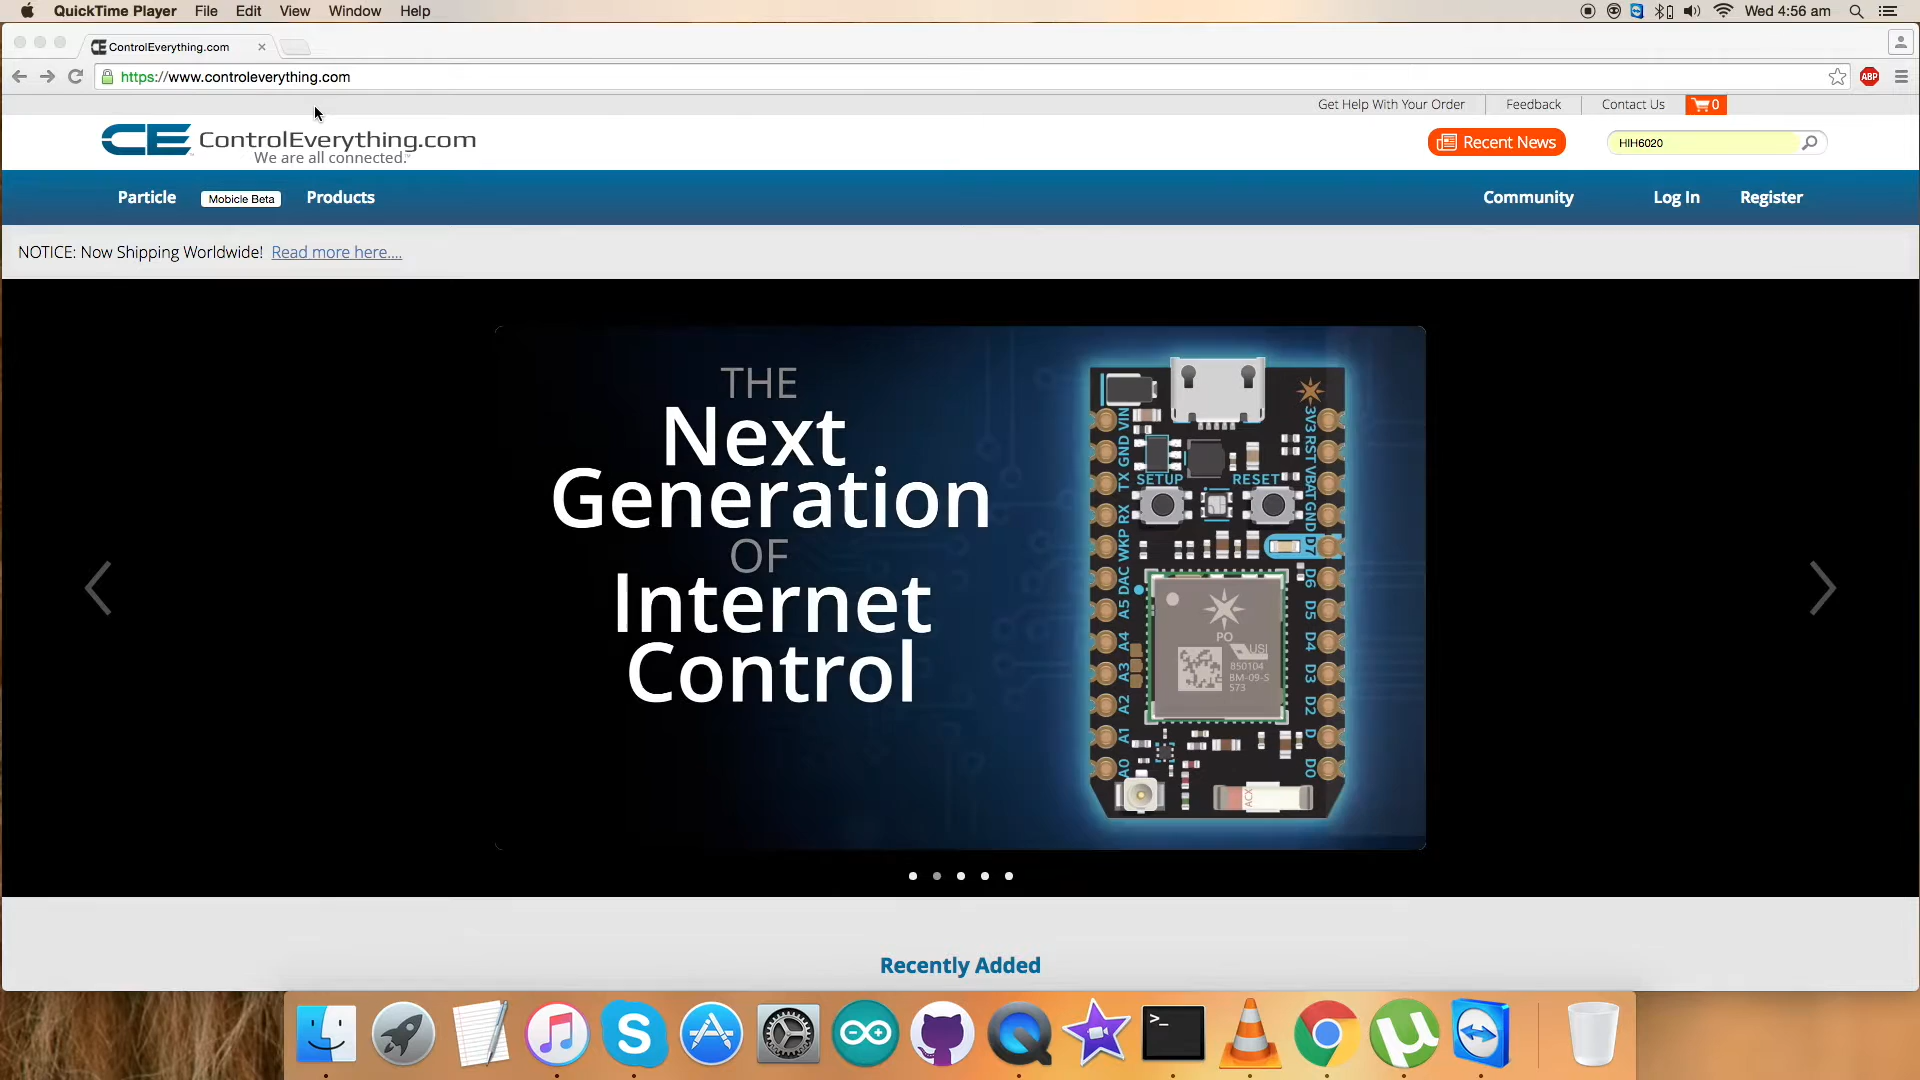 QuickTime Player File Edit View Window Help Wed 4:56 am
ControlEverything.com
https://www.controleverything.com ABP
Get Help With Your Order Feedback Contact Us 0
CE ControlEverything.com
We are all connected.
Recent News HIH6020
Particle Mobicle Beta Products Community Log In Register
NOTICE: Now Shipping Worldwide! Read more here....
THE
Next
Generation
OF
Internet
Control
VIN GND TX RX WKP DAC A5 A4 A3 A2 A1 A0
SETUP RESET
3V3 RST VBAT GND D7 D6 D5 D4 D3 D2 D D0
PO
USI
850104
BM-09-S
573
ACX
Recently Added